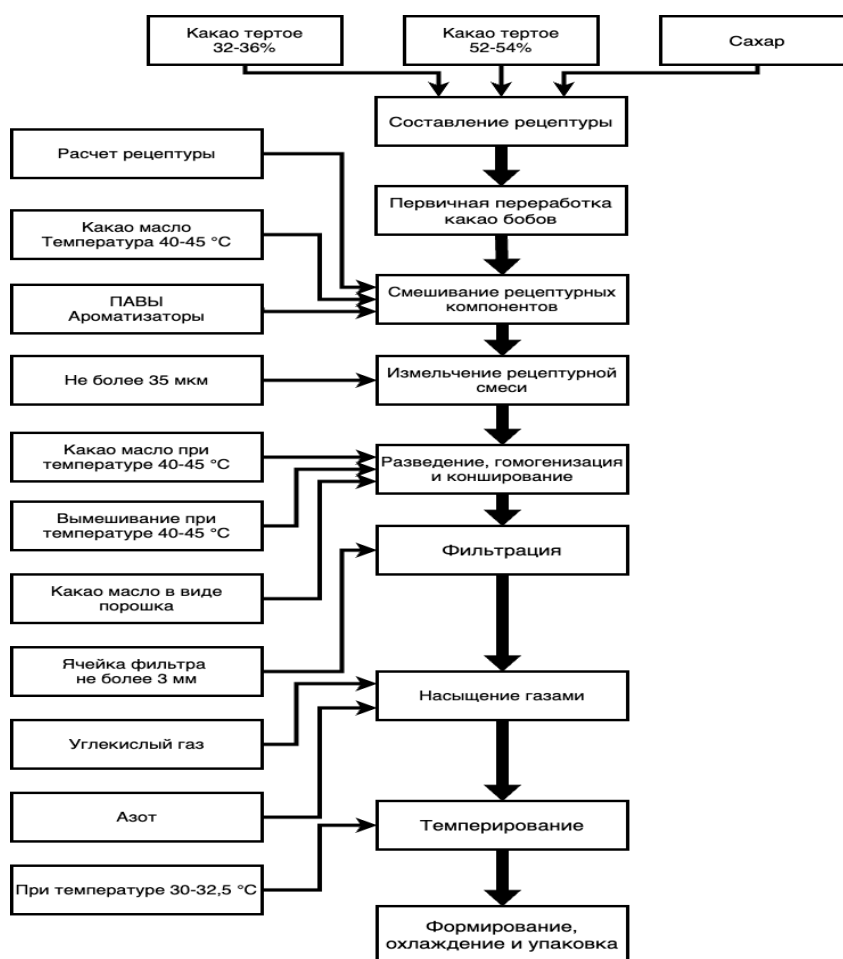 Какао тертое
32-36%
Какао тертое
52-54%
Сахар
Составление рецептуры
Расчет рецептуры
Первичная переработка
какао бобов
Какао масло
Температура 40-45 °C
Смешивание рецептурных
компонентов
ПАВЫ
Ароматизаторы
Не более 35 мкм
Измельчение рецептурной
смеси
Какао масло при
температуре 40-45 °C
Разведение, гомогенизация
и конширование
Вымешивание при
температуре 40-45 °C
Фильтрация
Какао масло в виде
порошка
Ячейка фильтра
не более 3 мм
Насыщение газами
Углекислый газ
Азот
Темперирование
При температуре 30-32,5 °C
Формирование,
охлаждение и упаковка